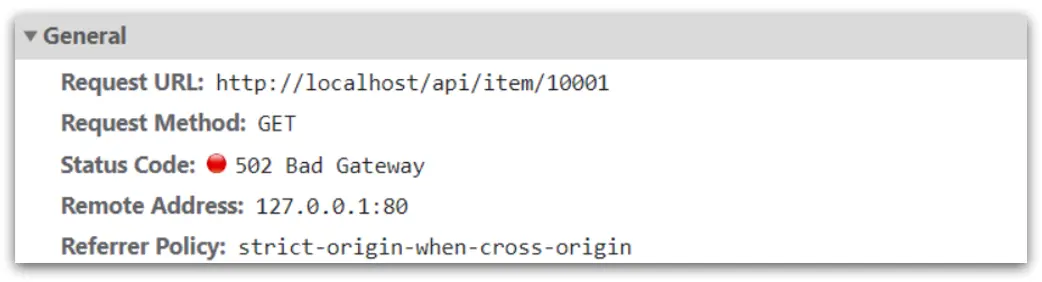 General
Request URL: http://localhost/api/item/10001
Request Method: GET
Status Code: 502 Bad Gateway
Remote Address: 127.0.0.1:80
Referrer Policy: strict-origin-when-cross-origin